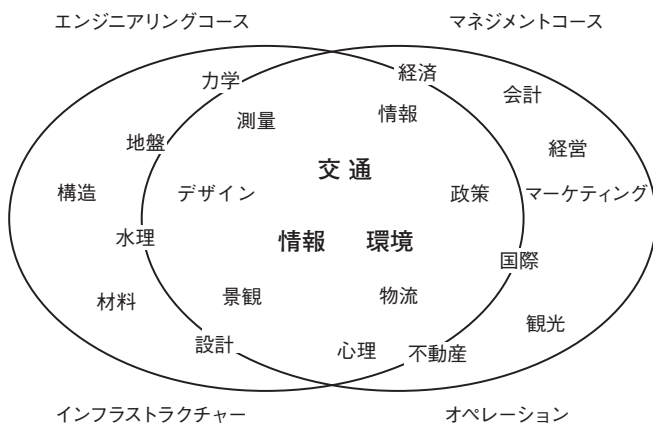 エンジニアリングコース
マネジメントコース
力学
経済
会計
測量
情報
地盤
経営
交通
構造
デザイン
政策
マーケティング
水理
情報
環境
国際
材料
景観
物流
観光
設計
心理
不動産
インフラストラクチャー
オペレーション